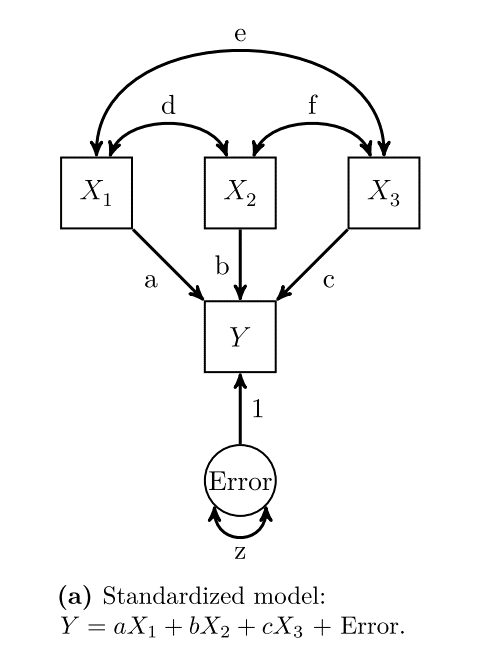 e
d f
X₁ X₂ X₃
a b c
Y
1
Error
z
(a) Standardized model:
Y = aX₁ + bX₂ + cX₃ + Error.